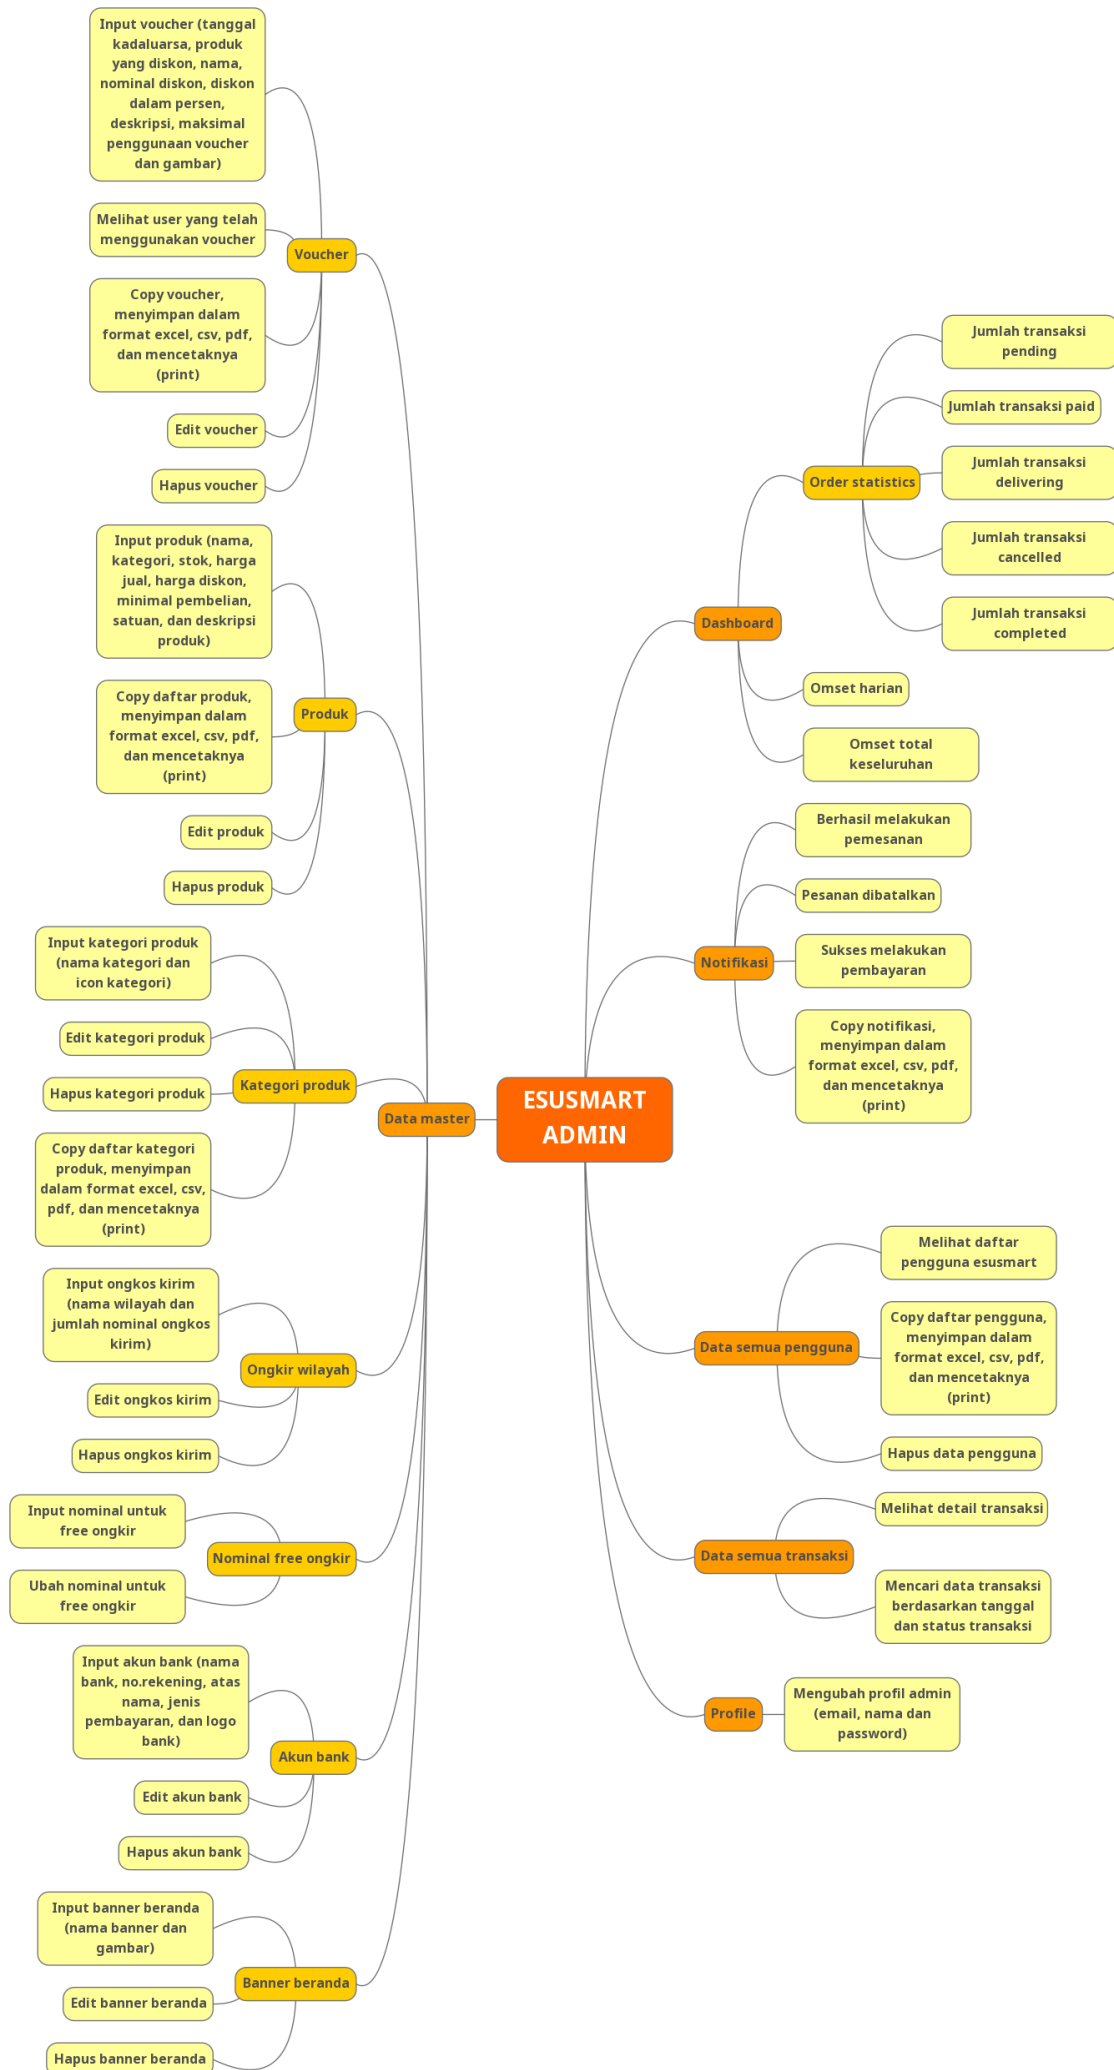 Input voucher (tanggal
kadaluarsa, produk
yang diskon, nama,
nominal diskon, diskon
dalam persen,
deskripsi, maksimal
penggunaan voucher
dan gambar)
Melihat user yang telah
menggunakan voucher
Voucher
Copy voucher,
menyimpan dalam
format excel, csv, pdf,
dan mencetaknya
(print)
Edit voucher
Hapus voucher
Input produk (nama,
kategori, stok, harga
jual, harga diskon,
minimal pembelian,
satuan, dan deskripsi
produk)
Produk
Copy daftar produk,
menyimpan dalam
format excel, csv, pdf,
dan mencetaknya
(print)
Edit produk
Hapus produk
Input kategori produk
(nama kategori dan
icon kategori)
Edit kategori produk
Kategori produk
Hapus kategori produk
Copy daftar kategori
produk, menyimpan
dalam format excel, csv,
pdf, dan mencetaknya
(print)
Data master
Input ongkos kirim
(nama wilayah dan
jumlah nominal ongkos
kirim)
Ongkir wilayah
Edit ongkos kirim
Hapus ongkos kirim
Input nominal untuk
free ongkir
Nominal free ongkir
Ubah nominal untuk
free ongkir
Input akun bank (nama
bank, no.rekening, atas
nama, jenis
pembayaran, dan logo
bank)
Akun bank
Edit akun bank
Hapus akun bank
Input banner beranda
(nama banner dan
gambar)
Banner beranda
Edit banner beranda
Hapus banner beranda
ESUSMART
ADMIN
Jumlah transaksi
pending
Jumlah transaksi paid
Jumlah transaksi
delivering
Order statistics
Jumlah transaksi
cancelled
Jumlah transaksi
completed
Dashboard
Omset harian
Omset total
keseluruhan
Berhasil melakukan
pemesanan
Pesanan dibatalkan
Notifikasi
Sukses melakukan
pembayaran
Copy notifikasi,
menyimpan dalam
format excel, csv, pdf,
dan mencetaknya
(print)
Melihat daftar
pengguna esusmart
Data semua pengguna
Copy daftar pengguna,
menyimpan dalam
format excel, csv, pdf,
dan mencetaknya
(print)
Hapus data pengguna
Melihat detail transaksi
Data semua transaksi
Mencari data transaksi
berdasarkan tanggal
dan status transaksi
Profile
Mengubah profil admin
(email, nama dan
password)